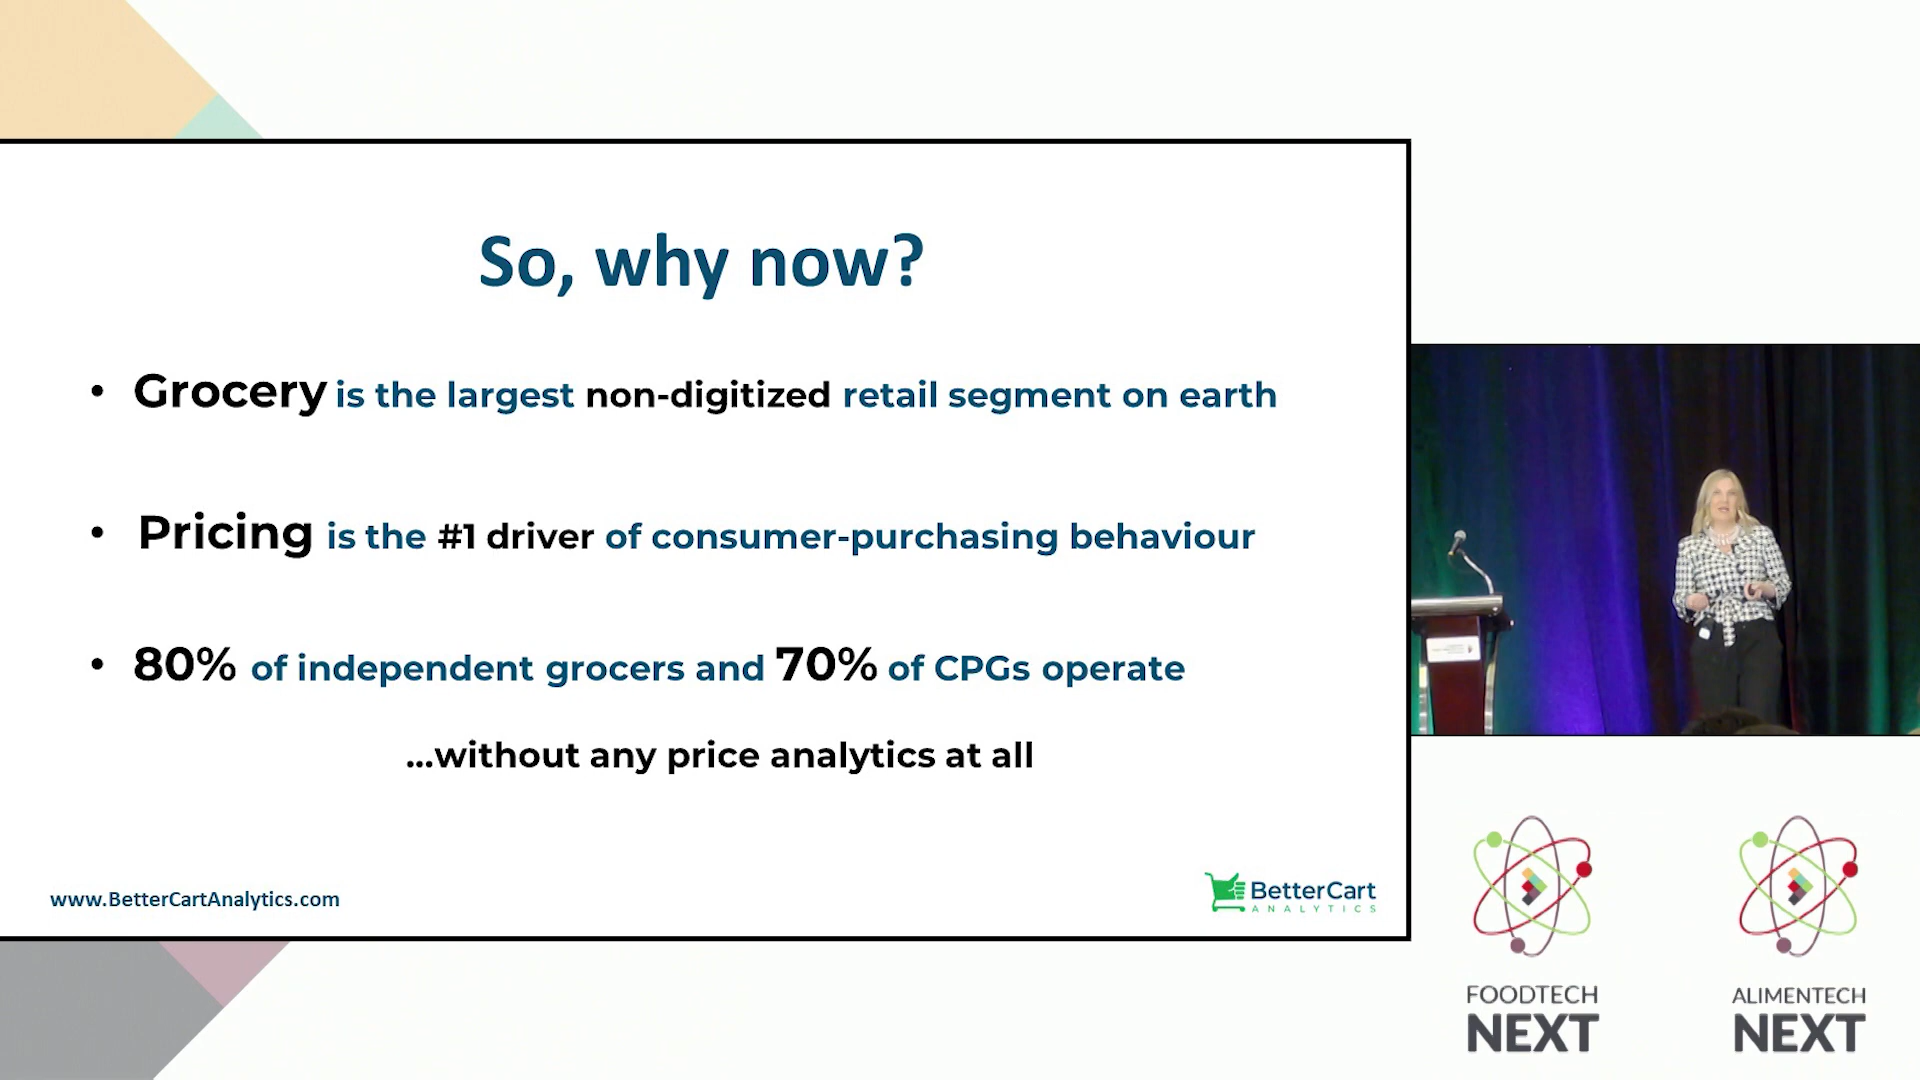 So, why now?
• Grocery is the largest non-digitized retail segment on earth
• Pricing is the #1 driver of consumer-purchasing behaviour
• 80% of independent grocers and 70% of CPGs operate
...without any price analytics at all
www.BetterCartAnalytics.com
BetterCart
ANALYTICS
FOODTECH
NEXT
ALIMENTECH
NEXT